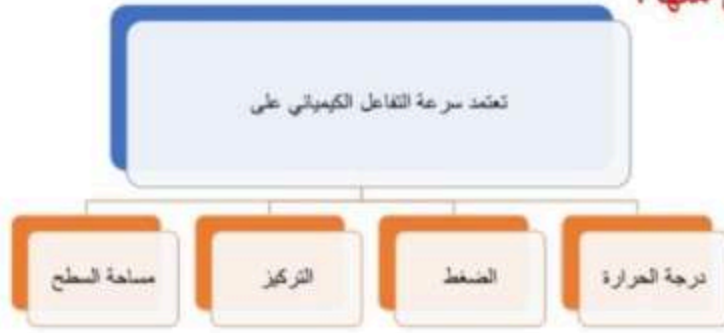 تعتمد سرعة التفاعل الكيميائي على
درجة الحرارة
الضغط
التركيز
مساحة السطح